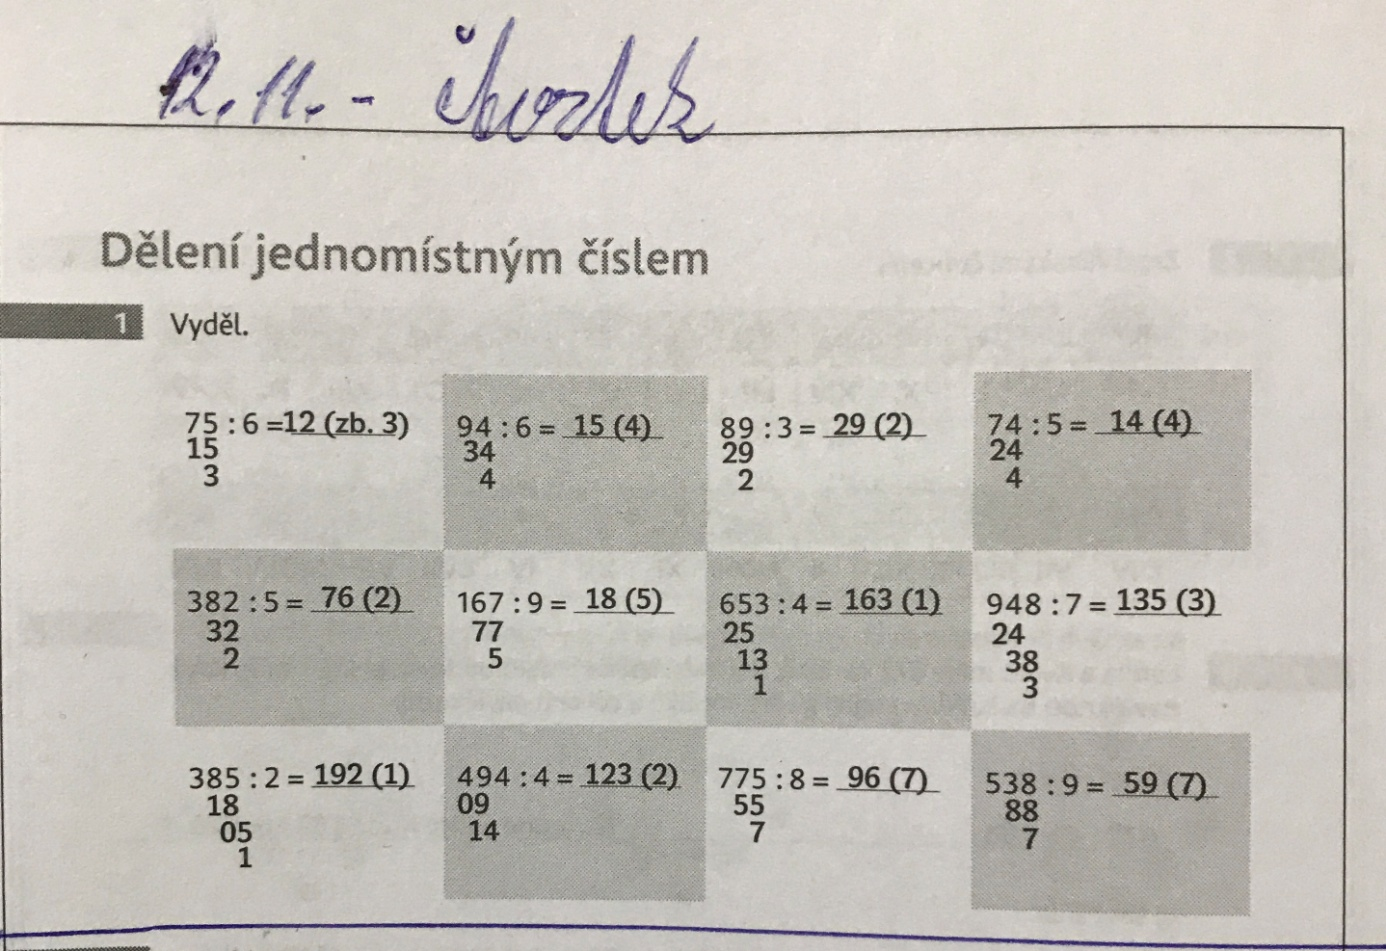 12.11. - čtvrtek
Dělení jednomístným číslem
1 Vyděl.
75 : 6 = 12 (zb. 3)
15
3
94 : 6 = 15 (4)
34
4
89 : 3 = 29 (2)
29
2
74 : 5 = 14 (4)
24
4
382 : 5 = 76 (2)
32
2
167 : 9 = 18 (5)
77
5
653 : 4 = 163 (1)
25
13
1
948 : 7 = 135 (3)
24
38
3
385 : 2 = 192 (1)
18
05
1
494 : 4 = 123 (2)
09
14
775 : 8 = 96 (7)
55
7
538 : 9 = 59 (7)
88
7